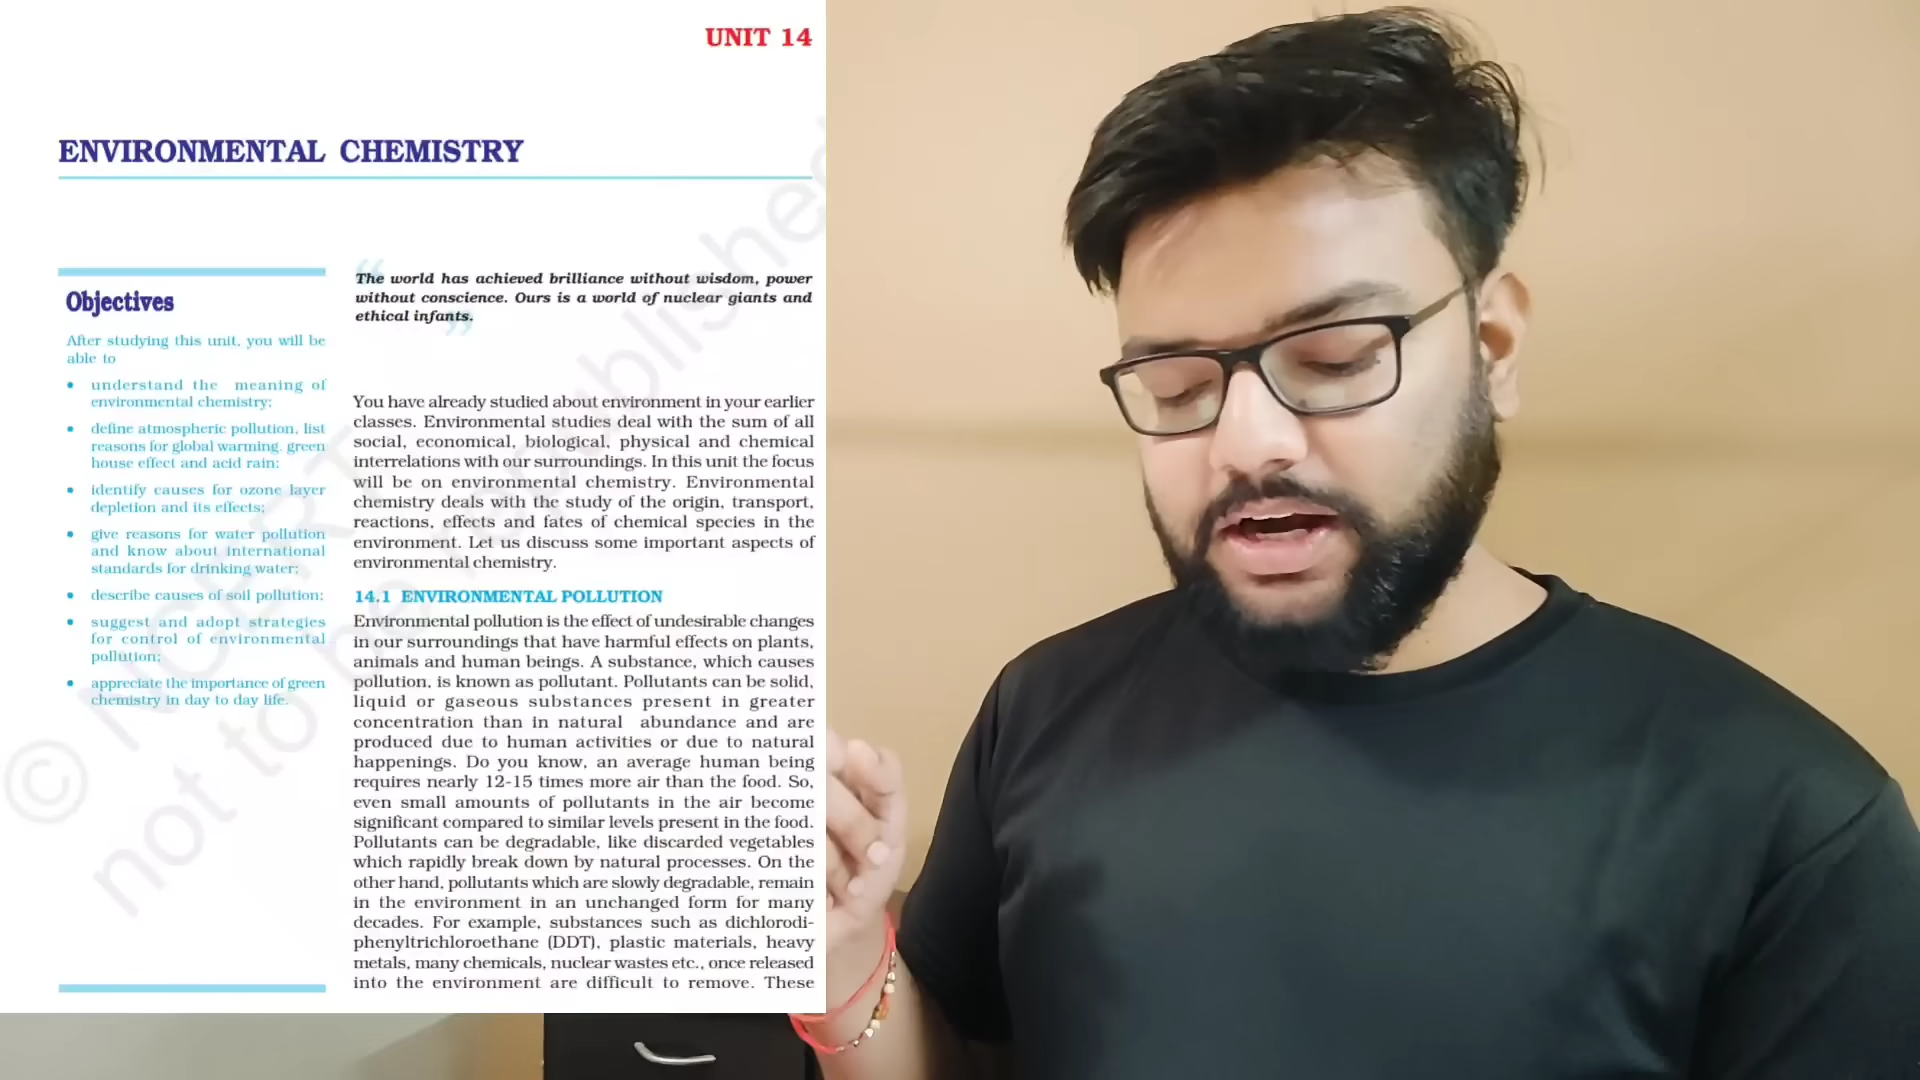 UNIT 14
ENVIRONMENTAL CHEMISTRY
Objectives
After studying this unit, you will be
able to
• understand the meaning of
environmental chemistry;
• define atmospheric pollution, list
reasons for global warming. green
house effect and acid rain;
• identify causes for ozone layer
depletion and its effects;
• give reasons for water pollution
and know about international
standards for drinking water;
• describe causes of soil pollution;
• suggest and adopt strategies
for control of environmental
pollution;
• appreciate the importance of green
chemistry in day to day life.
“The world has achieved brilliance without wisdom, power
without conscience. Ours is a world of nuclear giants and
ethical infants.”
You have already studied about environment in your earlier
classes. Environmental studies deal with the sum of all
social, economical, biological, physical and chemical
interrelations with our surroundings. In this unit the focus
will be on environmental chemistry. Environmental
chemistry deals with the study of the origin, transport,
reactions, effects and fates of chemical species in the
environment. Let us discuss some important aspects of
environmental chemistry.
14.1 ENVIRONMENTAL POLLUTION
Environmental pollution is the effect of undesirable changes
in our surroundings that have harmful effects on plants,
animals and human beings. A substance, which causes
pollution, is known as pollutant. Pollutants can be solid,
liquid or gaseous substances present in greater
concentration than in natural abundance and are
produced due to human activities or due to natural
happenings. Do you know, an average human being
requires nearly 12-15 times more air than the food. So,
even small amounts of pollutants in the air become
significant compared to similar levels present in the food.
Pollutants can be degradable, like discarded vegetables
which rapidly break down by natural processes. On the
other hand, pollutants which are slowly degradable, remain
in the environment in an unchanged form for many
decades. For example, substances such as dichlorodi-
phenyltrichloroethane (DDT), plastic materials, heavy
metals, many chemicals, nuclear wastes etc., once released
into the environment are difficult to remove. These
© NCERT
not to be republished